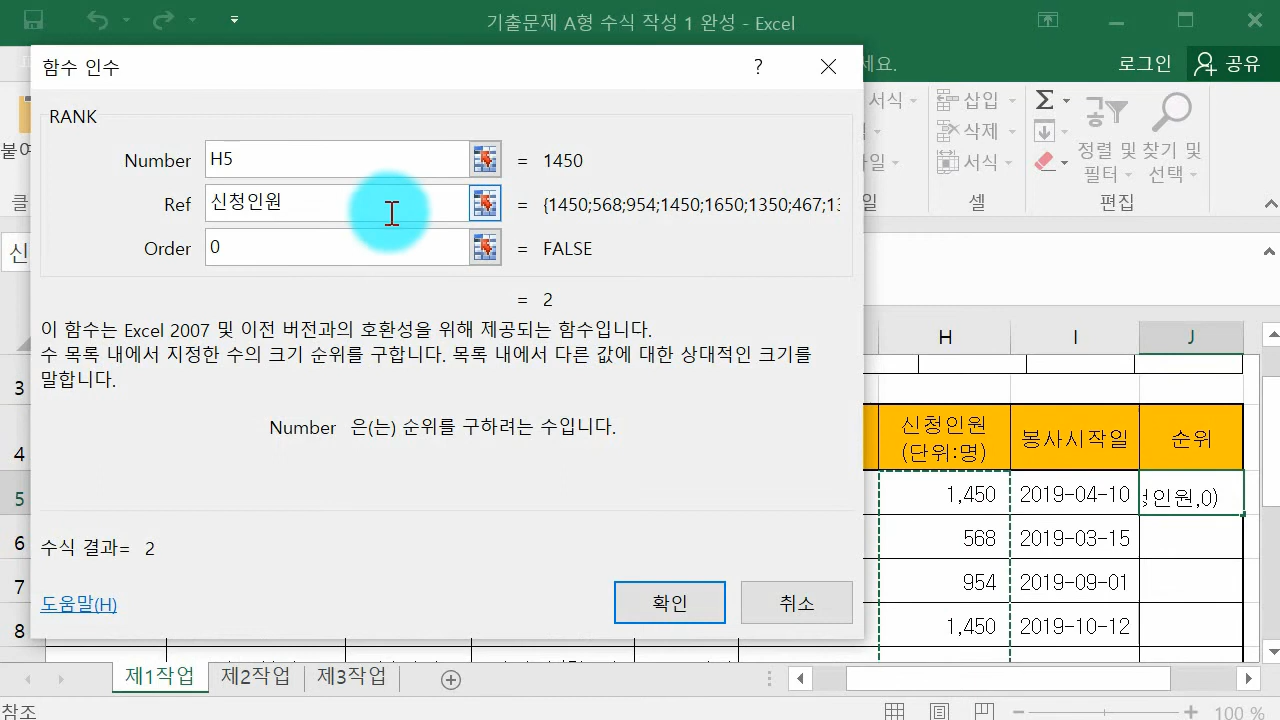 기출문제 A형 수식 작성 1 완성 - Excel
세요.
로그인
공유
함수 인수
?
RANK
Number H5 = 1450
Ref 신청인원 = {1450;568;954;1450;1650;1350;467;13
Order 0 = FALSE
= 2
이 함수는 Excel 2007 및 이전 버전과의 호환성을 위해 제공되는 함수입니다.
수 목록 내에서 지정한 수의 크기 순위를 구합니다. 목록 내에서 다른 값에 대한 상대적인 크기를
말합니다.
Number 은(는) 순위를 구하려는 수입니다.
수식 결과= 2
도움말(H)
확인
취소
서식
삽입
삭제
서식
정렬 및
필터
찾기 및
선택
셀
편집
H I J
3
4 신청인원
(단위:명) 봉사시작일 순위
5 1,450 2019-04-10 인원,0)
6 568 2019-03-15
7 954 2019-09-01
8 1,450 2019-10-12
제1작업 제2작업 제3작업
참조
100 %